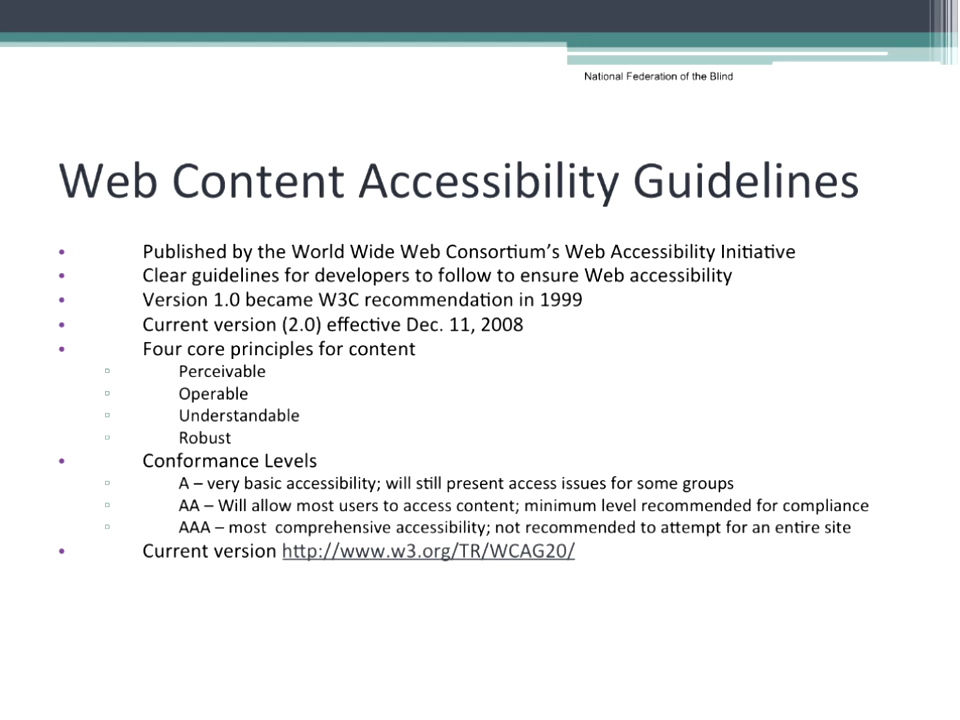 National Federation of the Blind
Web Content Accessibility Guidelines
• Published by the World Wide Web Consortium’s Web Accessibility Initiative
• Clear guidelines for developers to follow to ensure Web accessibility
• Version 1.0 became W3C recommendation in 1999
• Current version (2.0) effective Dec. 11, 2008
• Four core principles for content
▫ Perceivable
▫ Operable
▫ Understandable
▫ Robust
• Conformance Levels
▫ A – very basic accessibility; will still present access issues for some groups
▫ AA – Will allow most users to access content; minimum level recommended for compliance
▫ AAA – most  comprehensive accessibility; not recommended to attempt for an entire site
• Current version http://www.w3.org/TR/WCAG20/